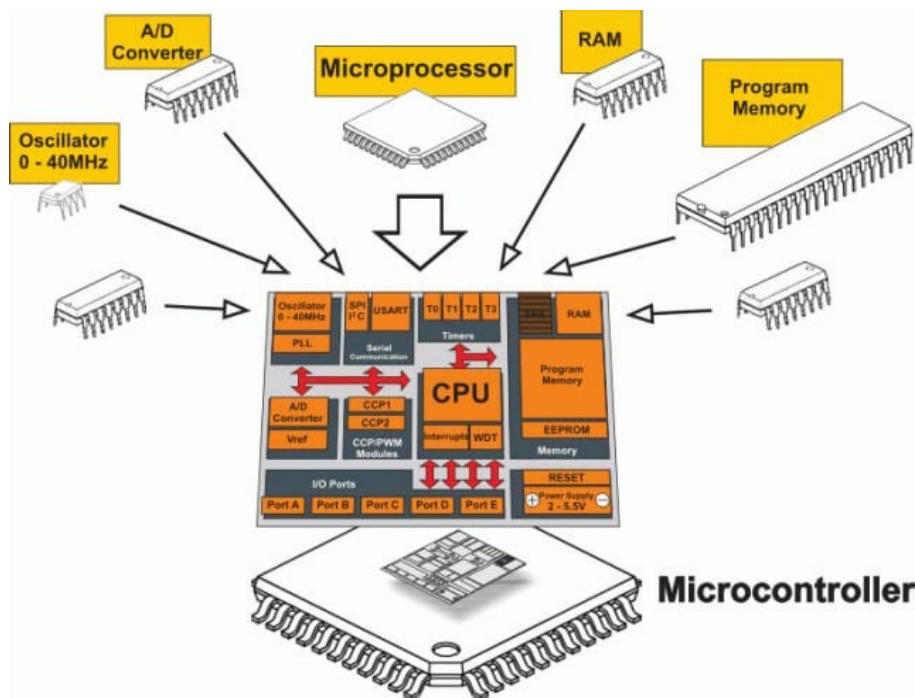 A/D
Converter
Microprocessor
RAM
Program
Memory
Oscillator
0 - 40MHz
Oscillator
0 - 40MHz
PLL
SPI
I²C
USART
Serial
Communication
T0 T1 T2 T3
Timers
RAM
Program
Memory
EEPROM
Memory
CPU
Interrupts
WDT
A/D
Converter
Vref
CCP1
CCP2
CCP/PWM
Modules
I/O Ports
Port A Port B Port C Port D Port E
RESET
+ Power Supply −
2 - 5.5V
Microcontroller